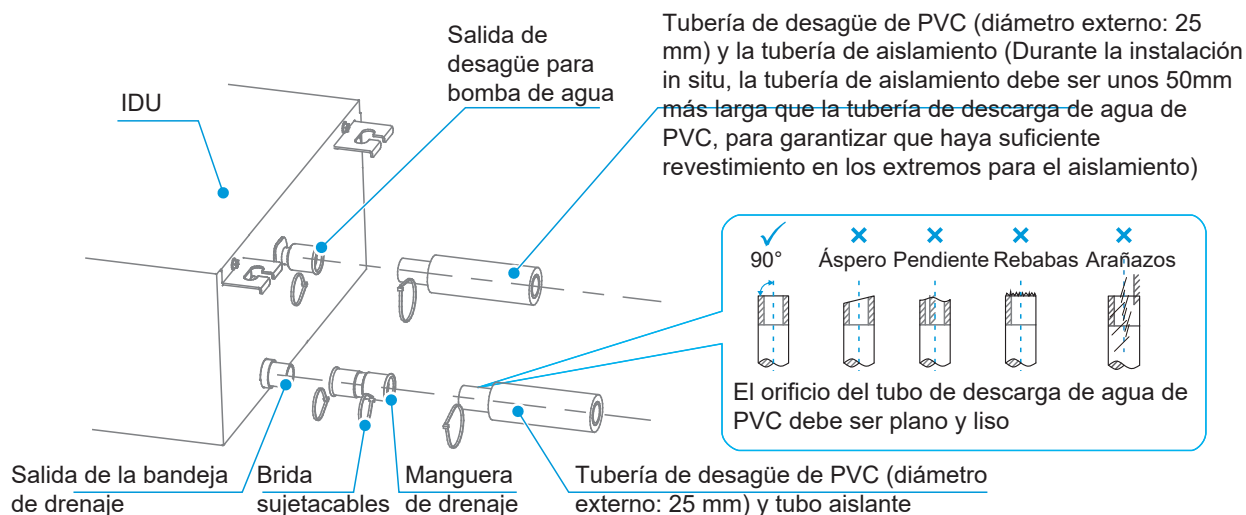 Salida de
desagüe para
bomba de agua
Tubería de desagüe de PVC (diámetro externo: 25
mm) y la tubería de aislamiento (Durante la instalación
in situ, la tubería de aislamiento debe ser unos 50mm
más larga que la tubería de descarga de agua de
PVC, para garantizar que haya suficiente
revestimiento en los extremos para el aislamiento)
IDU
90°
Áspero Pendiente Rebabas Arañazos
El orificio del tubo de descarga de agua de
PVC debe ser plano y liso
Salida de la bandeja
de drenaje
Brida
sujetacables
Manguera
de drenaje
Tubería de desagüe de PVC (diámetro
externo: 25 mm) y tubo aislante